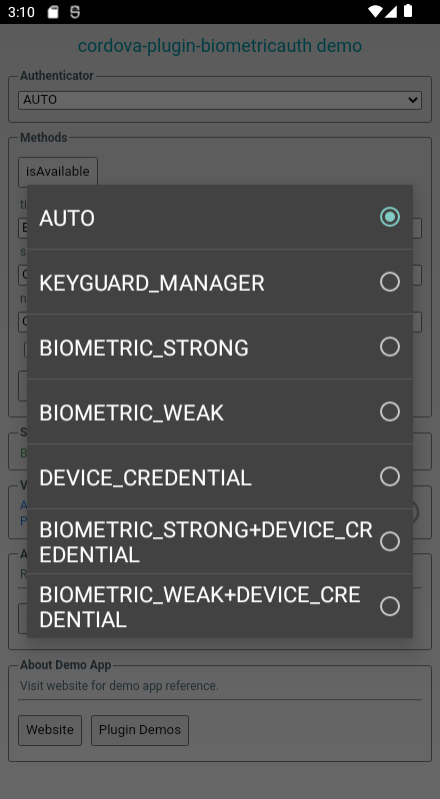 3:10
cordova-plugin-biometricauth demo
Authenticator
AUTO
Methods
isAvailable
AUTO
KEYGUARD_MANAGER
BIOMETRIC_STRONG
BIOMETRIC_WEAK
DEVICE_CREDENTIAL
BIOMETRIC_STRONG+DEVICE_CR
EDENTIAL
BIOMETRIC_WEAK+DEVICE_CRE
DENTIAL
About Demo App
Visit website for demo app reference.
Website Plugin Demos